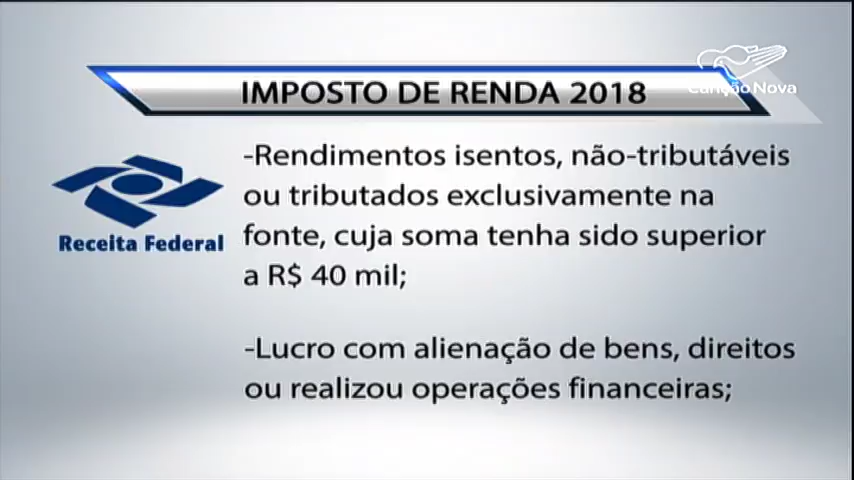 IMPOSTO DE RENDA 2018
Canção Nova
-Rendimentos isentos, não-tributáveis
ou tributados exclusivamente na
fonte, cuja soma tenha sido superior
a R$ 40 mil;
Receita Federal
-Lucro com alienação de bens, direitos
ou realizou operações financeiras;